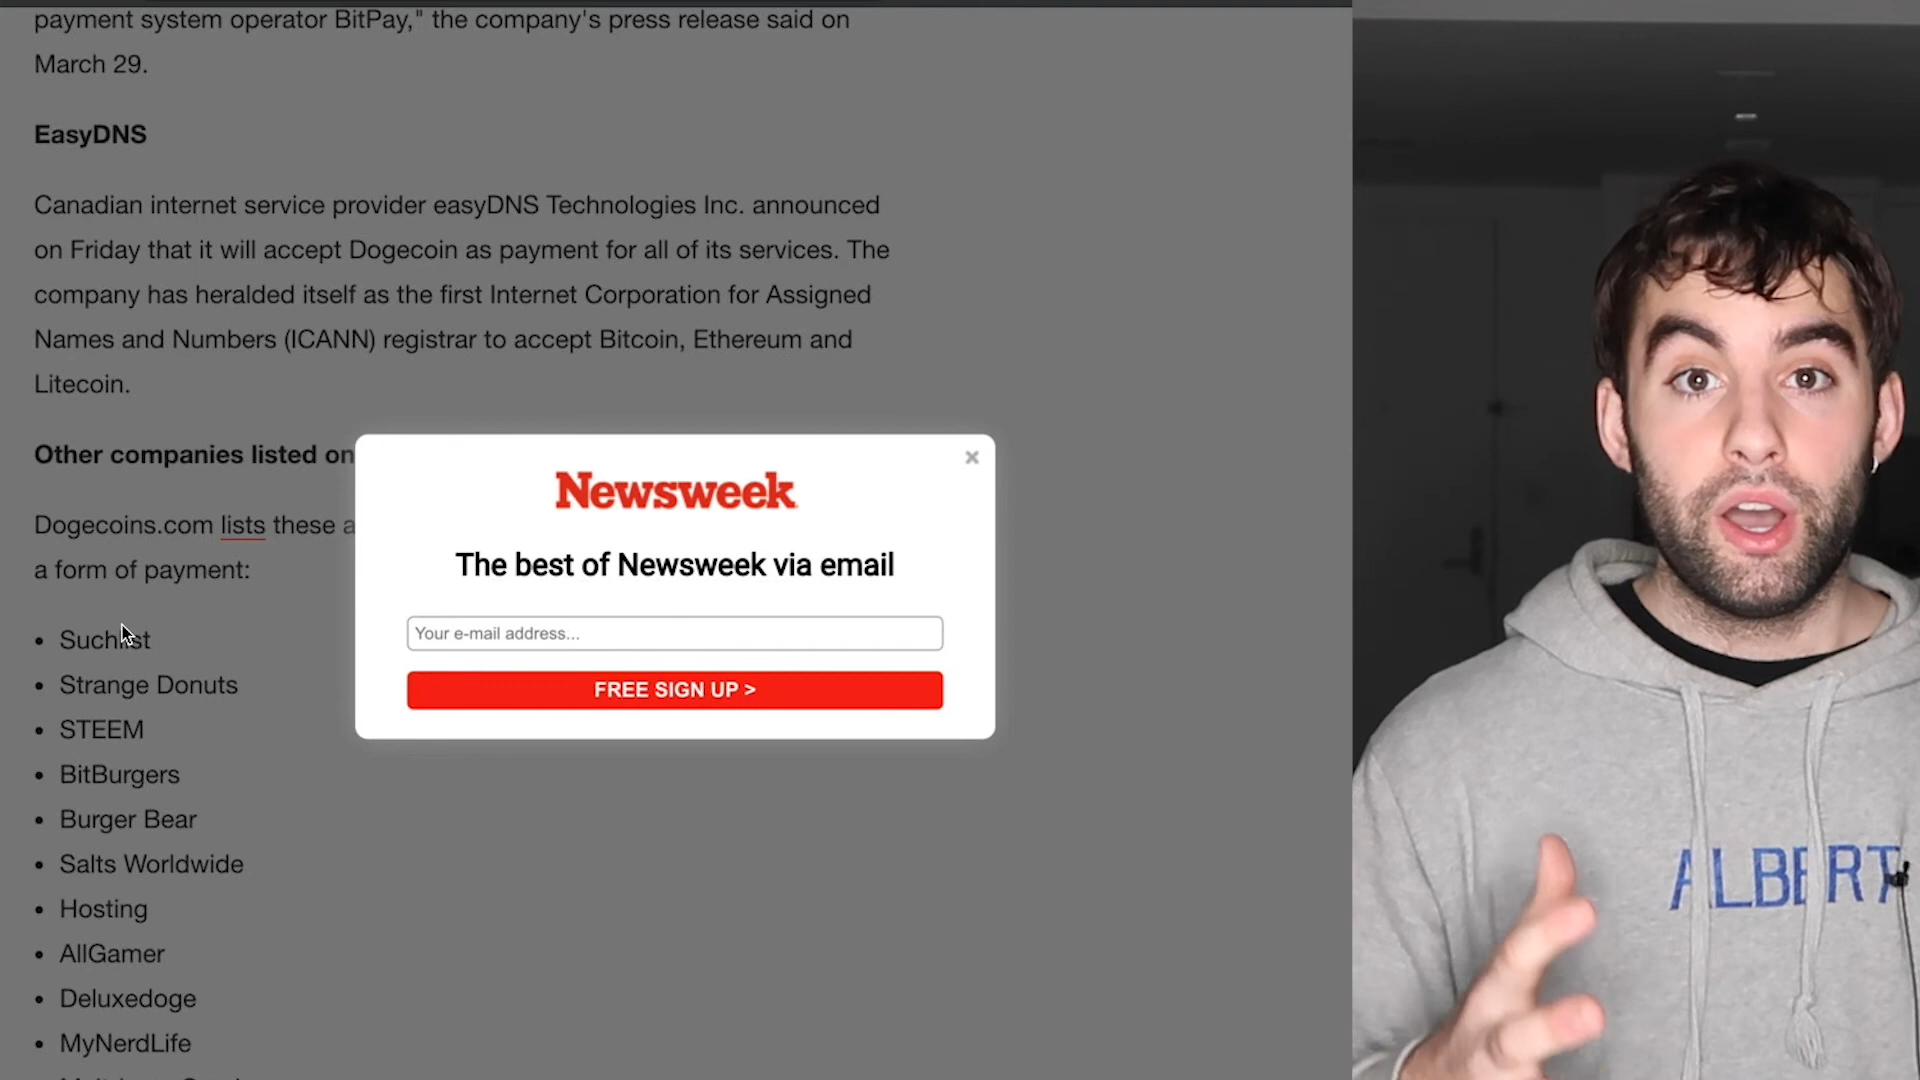 payment system operator BitPay," the company's press release said on
March 29.
EasyDNS
Canadian internet service provider easyDNS Technologies Inc. announced
on Friday that it will accept Dogecoin as payment for all of its services. The
company has heralded itself as the first Internet Corporation for Assigned
Names and Numbers (ICANN) registrar to accept Bitcoin, Ethereum and
Litecoin.
Other companies listed on
Dogecoins.com lists these a
a form of payment:
• Suchlist
• Strange Donuts
• STEEM
• BitBurgers
• Burger Bear
• Salts Worldwide
• Hosting
• AllGamer
• Deluxedoge
• MyNerdLife
Newsweek
The best of Newsweek via email
Your e-mail address...
FREE SIGN UP >
ALBERT